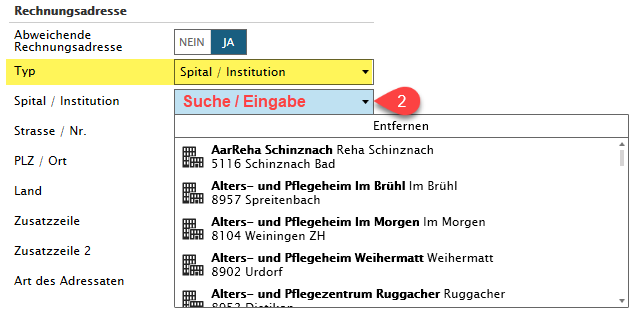 Rechnungsadresse
Abweichende
Rechnungsadresse
NEIN JA
Typ
Spital / Institution
Spital / Institution
Suche / Eingabe
2
Entfernen
Strasse / Nr.
AarReha Schinznach Reha Schinznach
5116 Schinznach Bad
PLZ / Ort
Alters- und Pflegeheim Im Brühl Im Brühl
8957 Spreitenbach
Land
Zusatzzeile
Alters- und Pflegeheim Im Morgen Im Morgen
8104 Weiningen ZH
Zusatzzeile 2
Alters- und Pflegeheim Weihermatt Weihermatt
8902 Urdorf
Art des Adressaten
Alters- und Pflegezentrum Ruggacher Ruggacher
8953 Dietikon